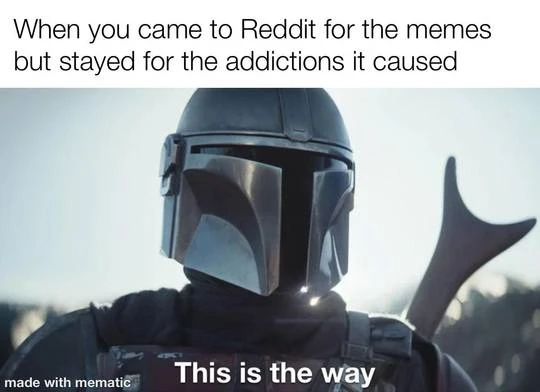 When you came to Reddit for the memes
but stayed for the addictions it caused
This is the way
made with mematic